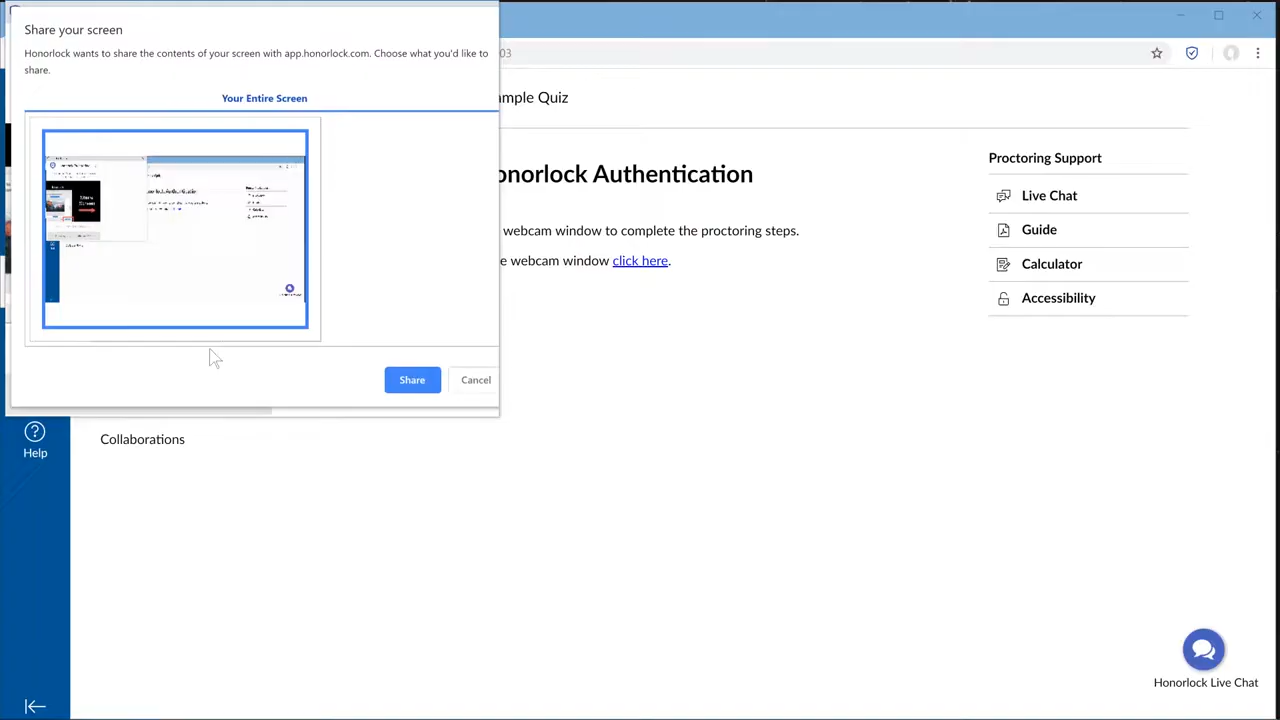 Share your screen
Honorlock wants to share the contents of your screen with app.honorlock.com. Choose what you'd like to
share.
Your Entire Screen
Share
Cancel
03
mple Quiz
onorlock Authentication
webcam window to complete the proctoring steps.
e webcam window click here.
Proctoring Support
Live Chat
Guide
Calculator
Accessibility
Help
Collaborations
Honorlock Live Chat